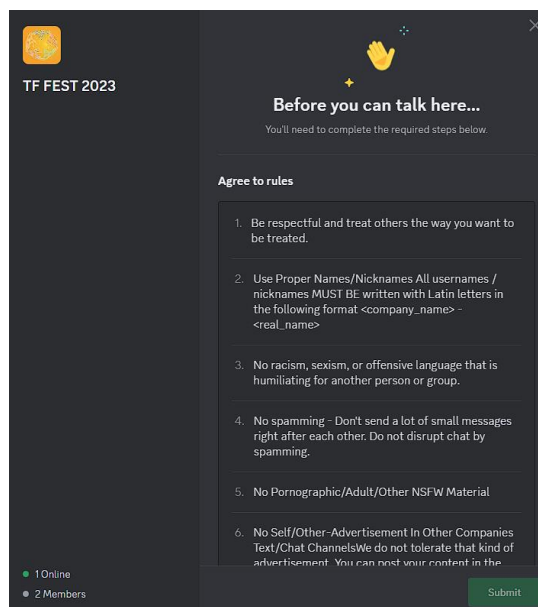 TF FEST 2023
1 Online
2 Members
Before you can talk here...
You'll need to complete the required steps below.
Agree to rules
1. Be respectful and treat others the way you want to
be treated.
2. Use Proper Names/Nicknames All usernames /
nicknames MUST BE written with Latin letters in
the following format <company_name> -
<real_name>
3. No racism, sexism, or offensive language that is
humiliating for another person or group.
4. No spamming - Don't send a lot of small messages
right after each other. Do not disrupt chat by
spamming.
5. No Pornographic/Adult/Other NSFW Material
6. No Self/Other-Advertisement In Other Companies
Text/Chat ChannelsWe do not tolerate that kind of
advertisement. You can post your content in the
Submit